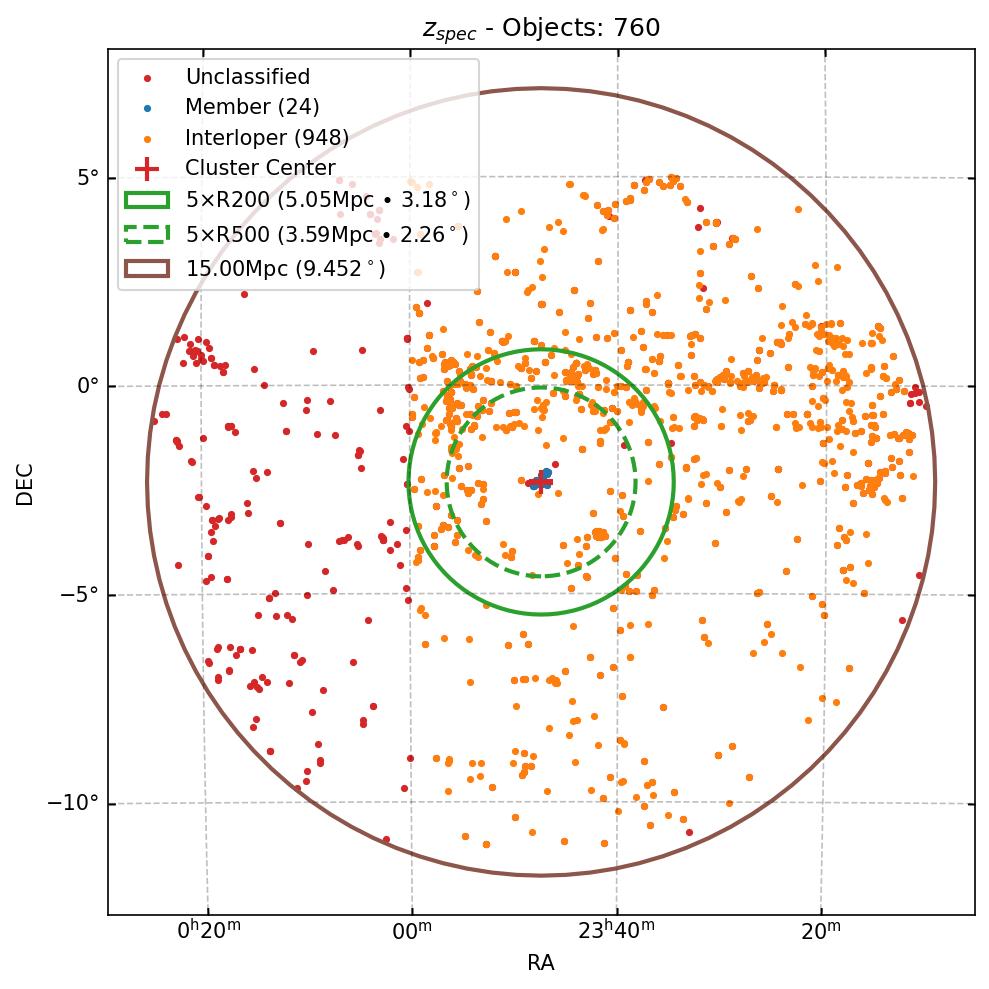 z_spec - Objects: 760
Unclassified
Member (24)
Interloper (948)
Cluster Center
5×R200 (5.05Mpc • 3.18°)
5×R500 (3.59Mpc • 2.26°)
15.00Mpc (9.452°)
5°
0°
−5°
−10°
DEC
0h20m 00m 23h40m 20m
RA